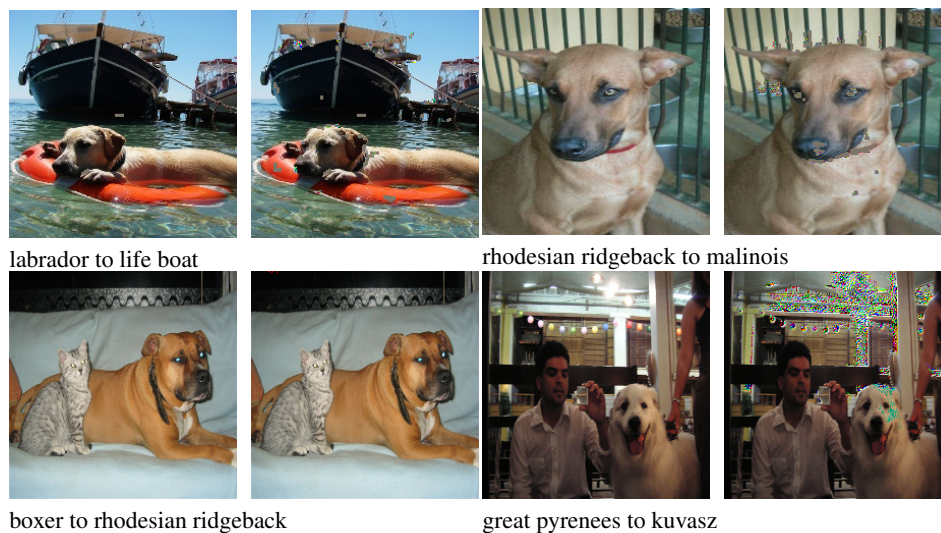 labrador to life boat
rhodesian ridgeback to malinois
boxer to rhodesian ridgeback
great pyrenees to kuvasz